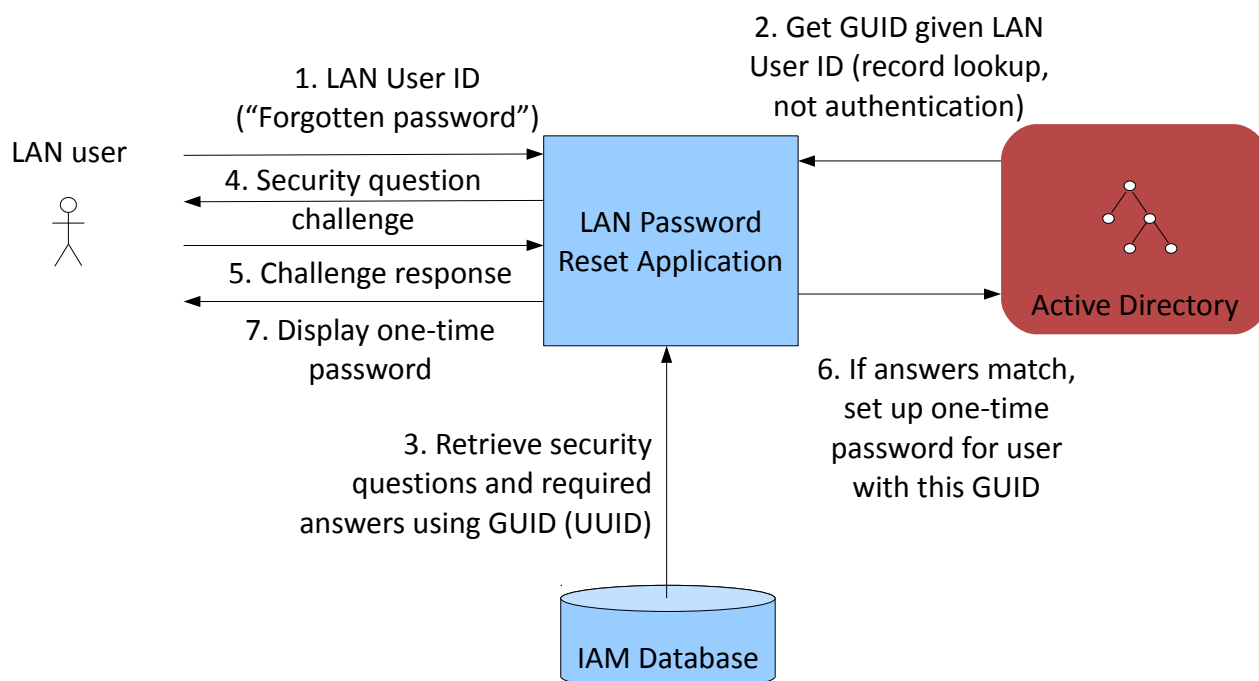 LAN user
1. LAN User ID
(“Forgotten password”)
2. Get GUID given LAN
User ID (record lookup,
not authentication)
4. Security question
challenge
5. Challenge response
7. Display one-time
password
LAN Password
Reset Application
Active Directory
6. If answers match,
set up one-time
password for user
with this GUID
3. Retrieve security
questions and required
answers using GUID (UUID)
IAM Database